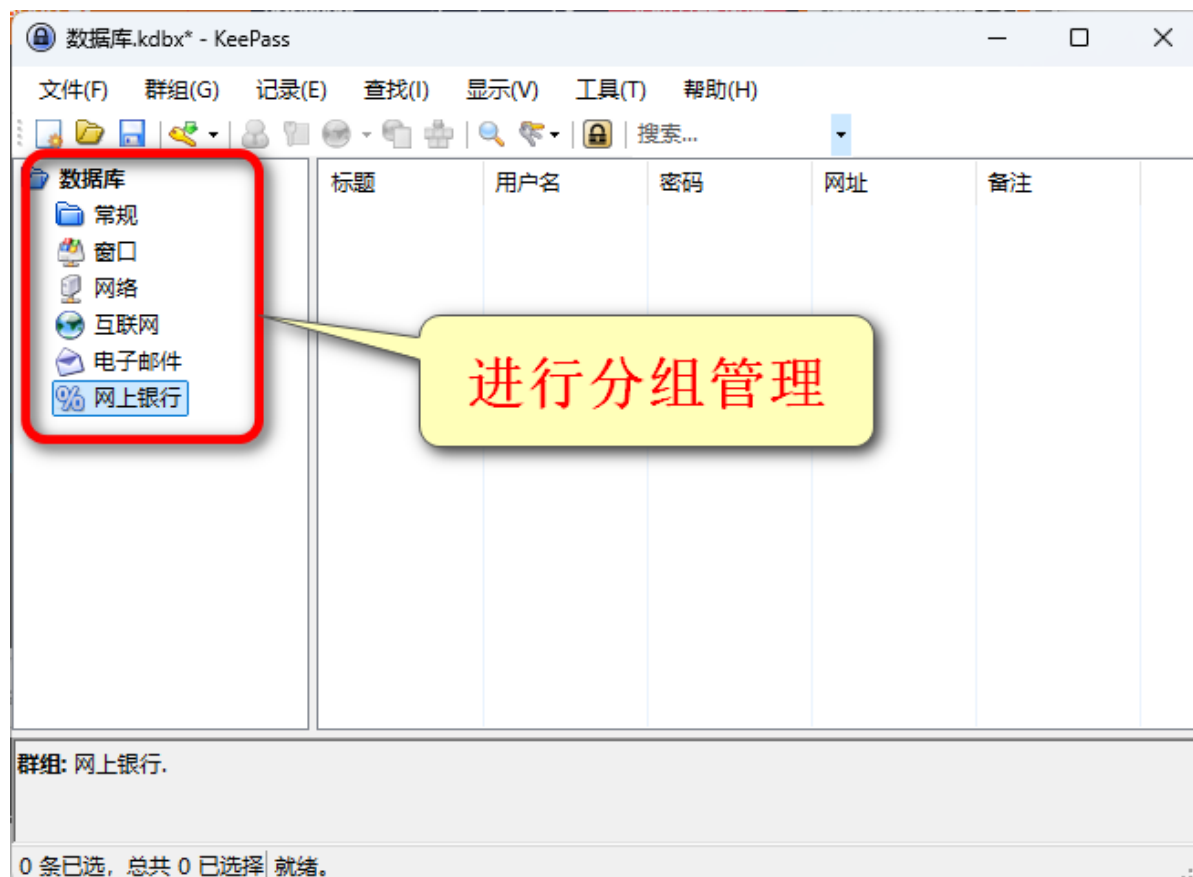 数据库.kdbx* - KeePass
文件(F) 群组(G) 记录(E) 查找(I) 显示(V) 工具(T) 帮助(H)
搜索...
数据库
常规
窗口
网络
互联网
电子邮件
网上银行
标题 用户名 密码 网址 备注
进行分组管理
群组: 网上银行.
0 条已选，总共 0 已选择 就绪。